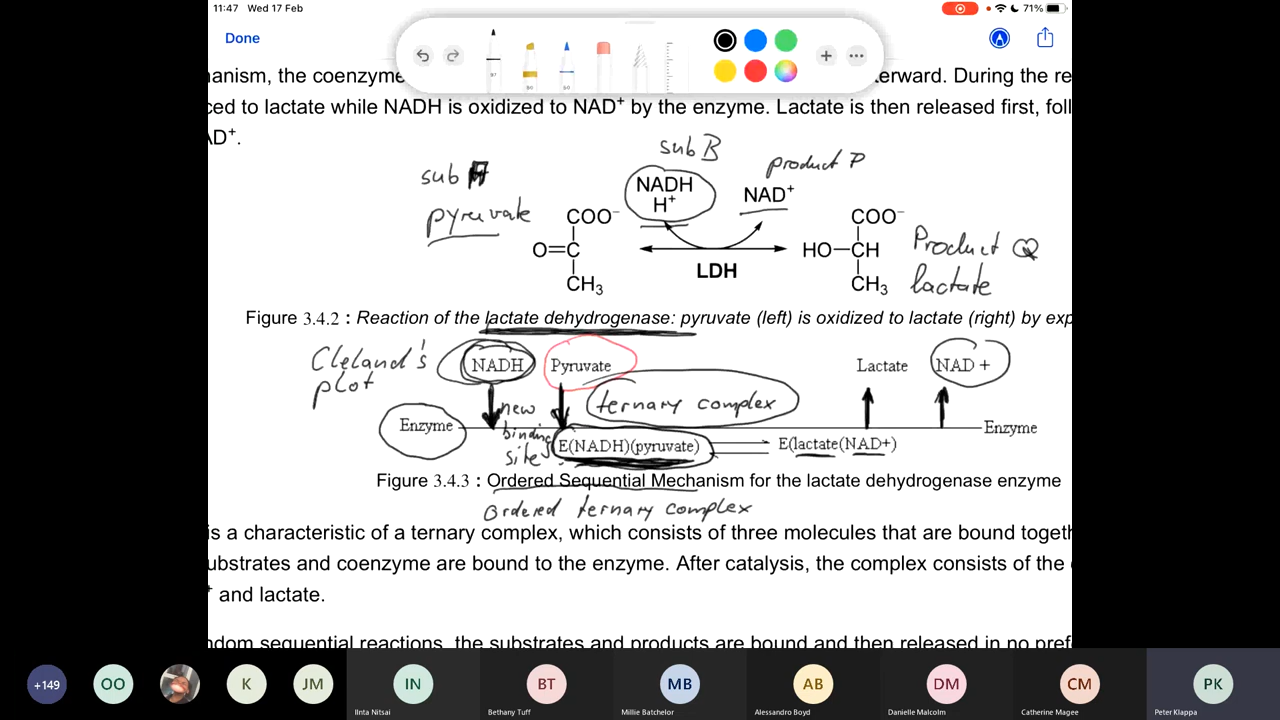 11:47 Wed 17 Feb
71%
Done
anism, the coenzyme terward. During the re
ced to lactate while NADH is oxidized to NAD⁺ by the enzyme. Lactate is then released first, foll
AD⁺.
sub B
product P
sub A
NADH
H⁺
NAD⁺
pyruvate
COO⁻
COO⁻
O=C
HO—CH
Product Q
LDH
CH₃
CH₃
lactate
Figure 3.4.2 : Reaction of the lactate dehydrogenase: pyruvate (left) is oxidized to lactate (right) by exp
Cleland's
plot
NADH
Pyruvate
Lactate
NAD +
new
binding
site
ternary complex
Enzyme
Enzyme
E(NADH)(pyruvate)
E(lactate(NAD+)
Figure 3.4.3 : Ordered Sequential Mechanism for the lactate dehydrogenase enzyme
Ordered ternary complex
is a characteristic of a ternary complex, which consists of three molecules that are bound togeth
ubstrates and coenzyme are bound to the enzyme. After catalysis, the complex consists of the
⁺ and lactate.
ndom sequential reactions, the substrates and products are bound and then released in no pref
+149
OO
K
JM
IN
BT
MB
AB
DM
CM
PK
Ilnta Nitsai
Bethany Tuff
Millie Batchelor
Alessandro Boyd
Danielle Malcolm
Catherine Magee
Peter Klappa